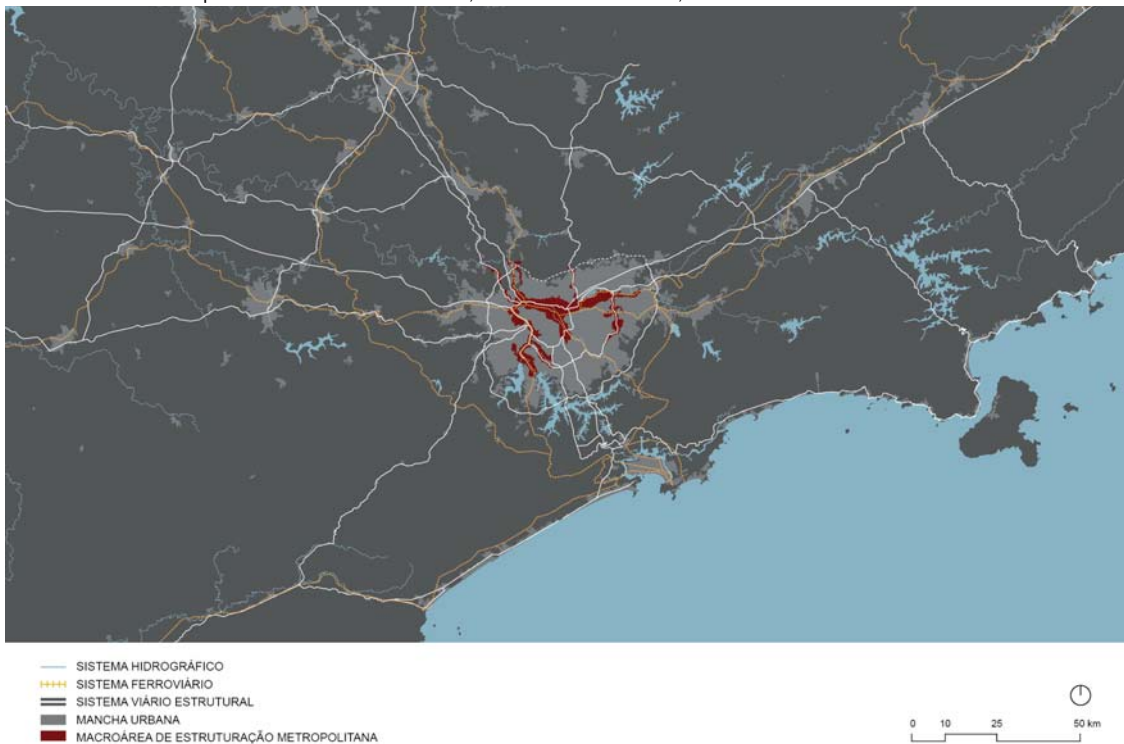 SISTEMA HIDROGRÁFICO
SISTEMA FERROVIÁRIO
SISTEMA VIÁRIO ESTRUTURAL
MANCHA URBANA
MACROÁREA DE ESTRUTURAÇÃO METROPOLITANA
0 10 25 50 km